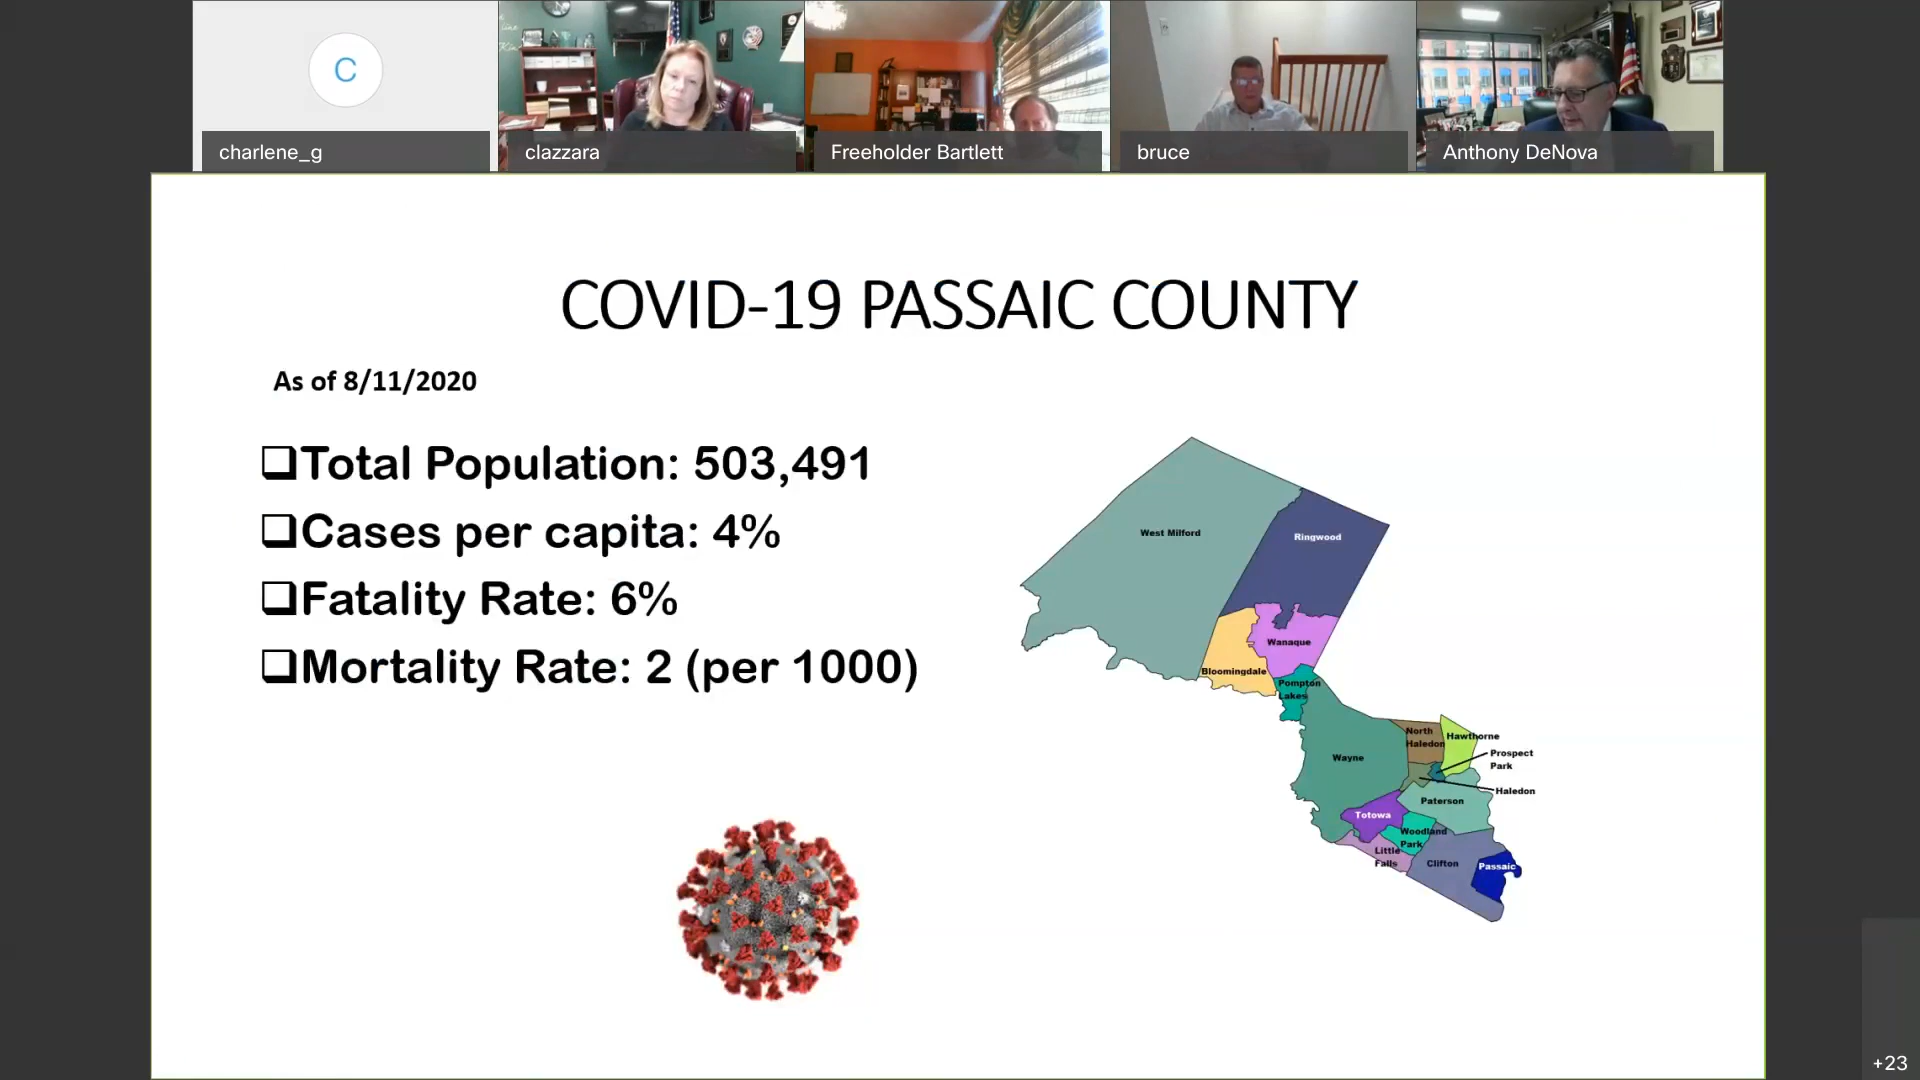 C
charlene_g
clazzara
Freeholder Bartlett
bruce
Anthony DeNova
COVID-19 PASSAIC COUNTY
As of 8/11/2020
❑Total Population: 503,491
❑Cases per capita: 4%
❑Fatality Rate: 6%
❑Mortality Rate: 2 (per 1000)
West Milford
Ringwood
Wanaque
Bloomingdale
Pompton
Lakes
North
Haledon
Hawthorne
Prospect
Park
Wayne
Haledon
Paterson
Totowa
Woodland
Park
Little
Falls
Clifton
Passaic
+23